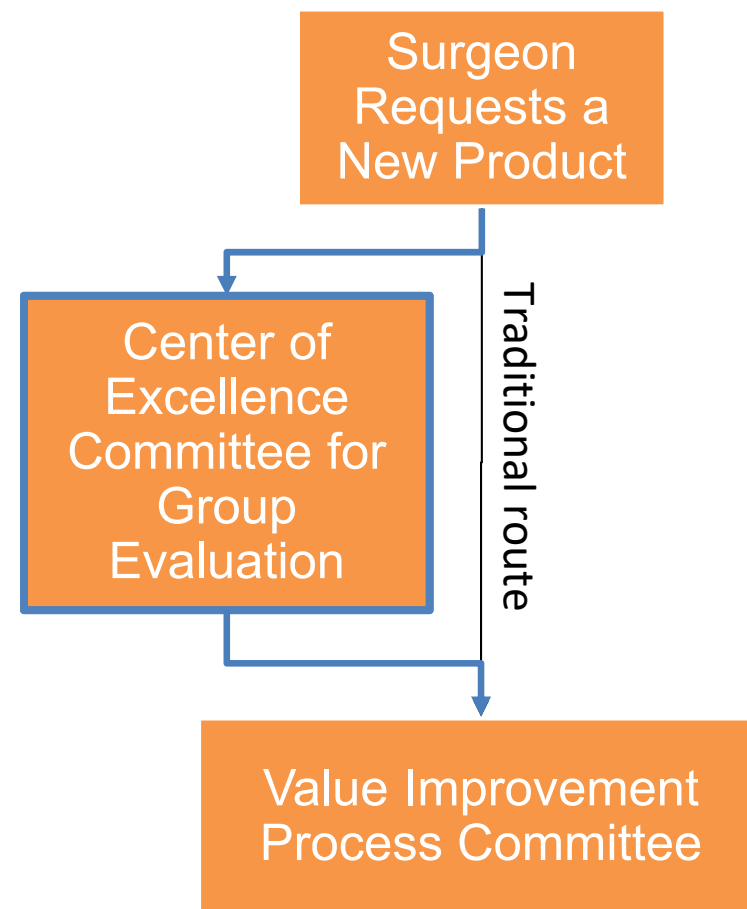 Surgeon
Requests a
New Product
Traditional route
Center of
Excellence
Committee for
Group
Evaluation
Value Improvement
Process Committee